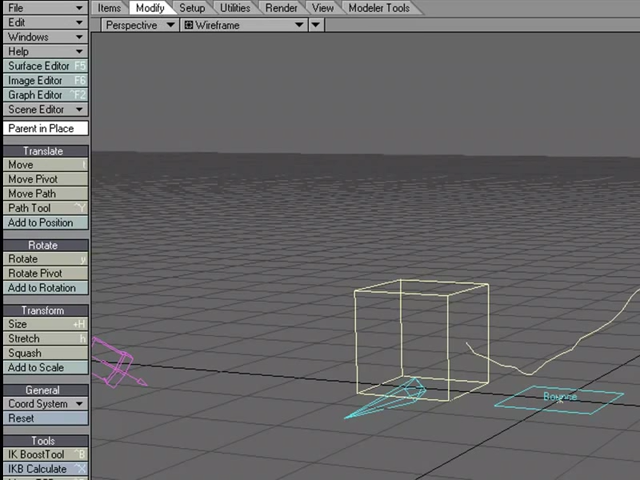 File
Edit
Windows
Help
Surface Editor F5
Image Editor F6
Graph Editor F2
Scene Editor
Parent in Place
Translate
Move t
Move Pivot
Move Path
Path Tool
Add to Position
Rotate
Rotate y
Rotate Pivot
Add to Rotation
Transform
Size +H
Stretch h
Squash
Add to Scale
General
Coord System
Reset
Tools
IK BoostTool ^B
IKB Calculate ^X
Items Modify Setup Utilities Render View Modeler Tools
Perspective Wireframe
Bounce